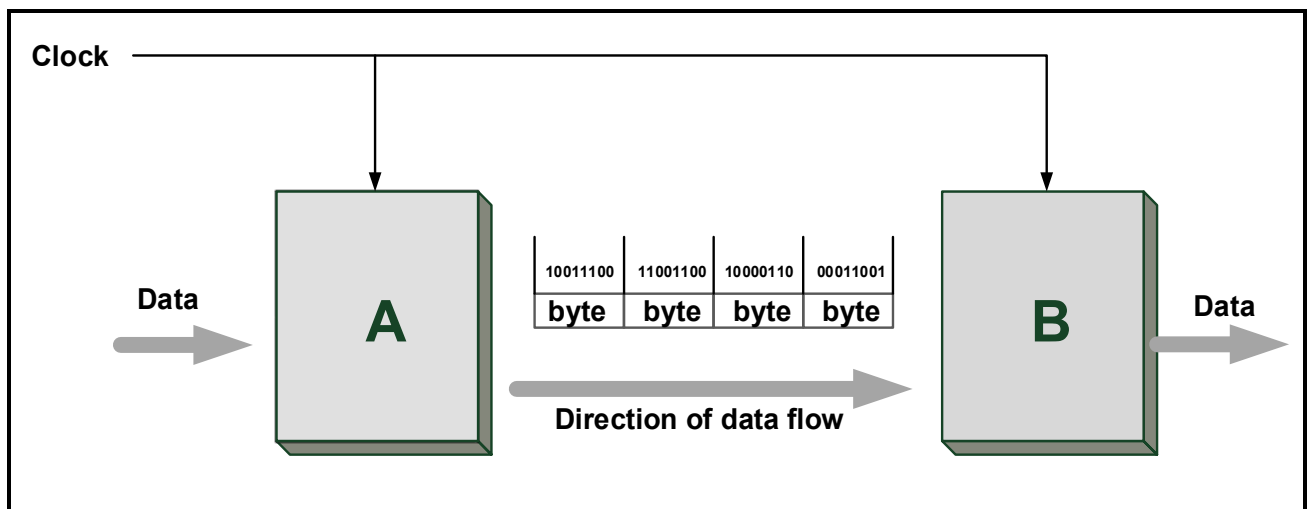 Clock
10011100 11001100 10000110 00011001
Data
A
byte byte byte byte
B
Data
Direction of data flow